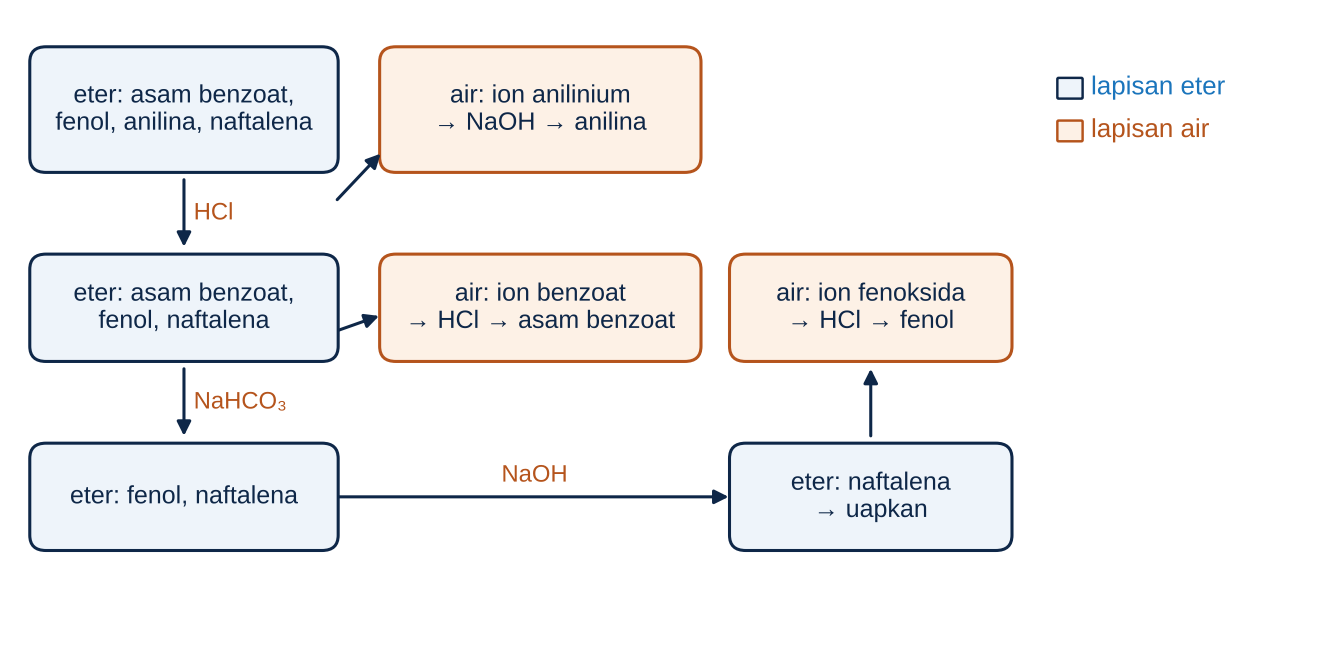 eter: asam benzoat,
fenol, anilina, naftalena
air: ion anilinium
→ NaOH → anilina
lapisan eter
lapisan air
HCl
eter: asam benzoat,
fenol, naftalena
air: ion benzoat
→ HCl → asam benzoat
air: ion fenoksida
→ HCl → fenol
NaHCO₃
eter: fenol, naftalena
NaOH
eter: naftalena
→ uapkan